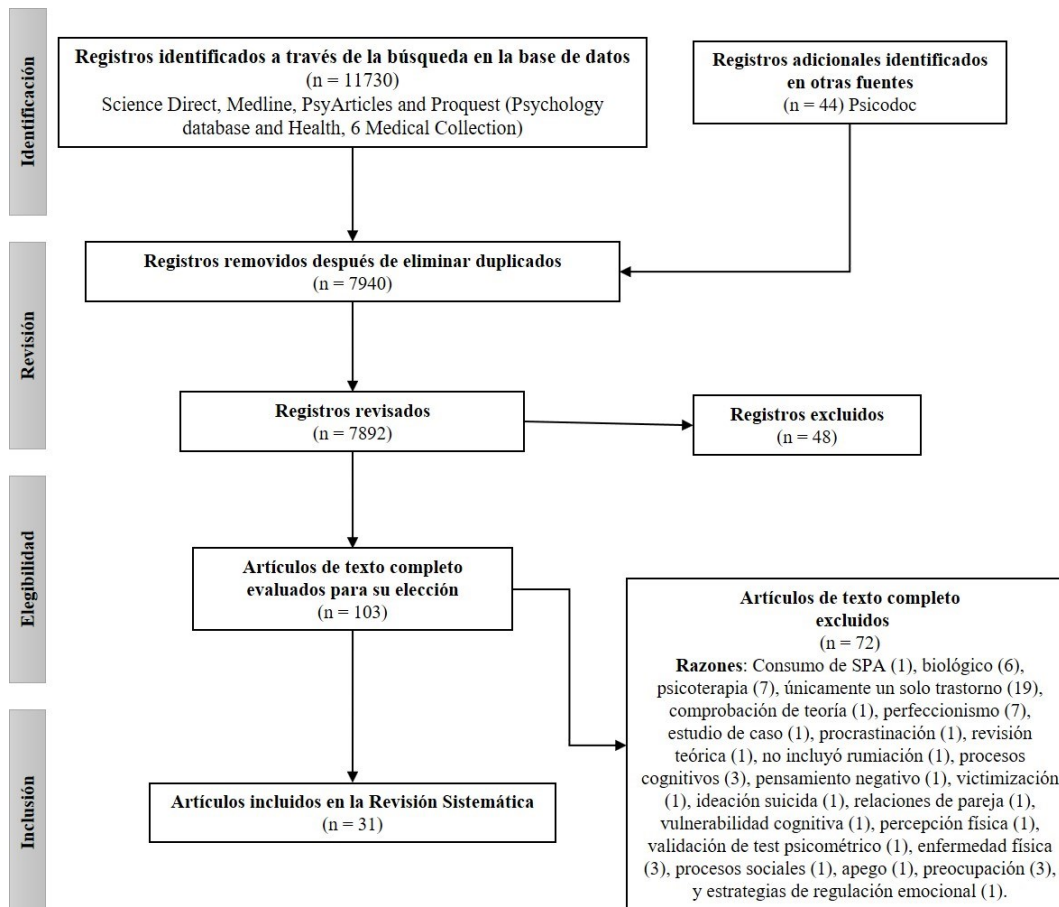 Identificación
Registros identificados a través de la búsqueda en la base de datos
(n = 11730)
Science Direct, Medline, PsyArticles and Proquest (Psychology
database and Health, 6 Medical Collection)
Registros adicionales identificados
en otras fuentes
(n = 44) Psicodoc
Revisión
Registros removidos después de eliminar duplicados
(n = 7940)
Registros revisados
(n = 7892)
Registros excluidos
(n = 48)
Elegibilidad
Artículos de texto completo
evaluados para su elección
(n = 103)
Artículos de texto completo
excluidos
(n = 72)
Razones: Consumo de SPA (1), biológico (6),
psicoterapia (7), únicamente un solo trastorno (19),
comprobación de teoría (1), perfeccionismo (7),
estudio de caso (1), procrastinación (1), revisión
teórica (1), no incluyó rumiación (1), procesos
cognitivos (3), pensamiento negativo (1), victimización
(1), ideación suicida (1), relaciones de pareja (1),
vulnerabilidad cognitiva (1), percepción física (1),
validación de test psicométrico (1), enfermedad física
(3), procesos sociales (1), apego (1), preocupación (3),
y estrategias de regulación emocional (1).
Inclusión
Artículos incluidos en la Revisión Sistemática
(n = 31)